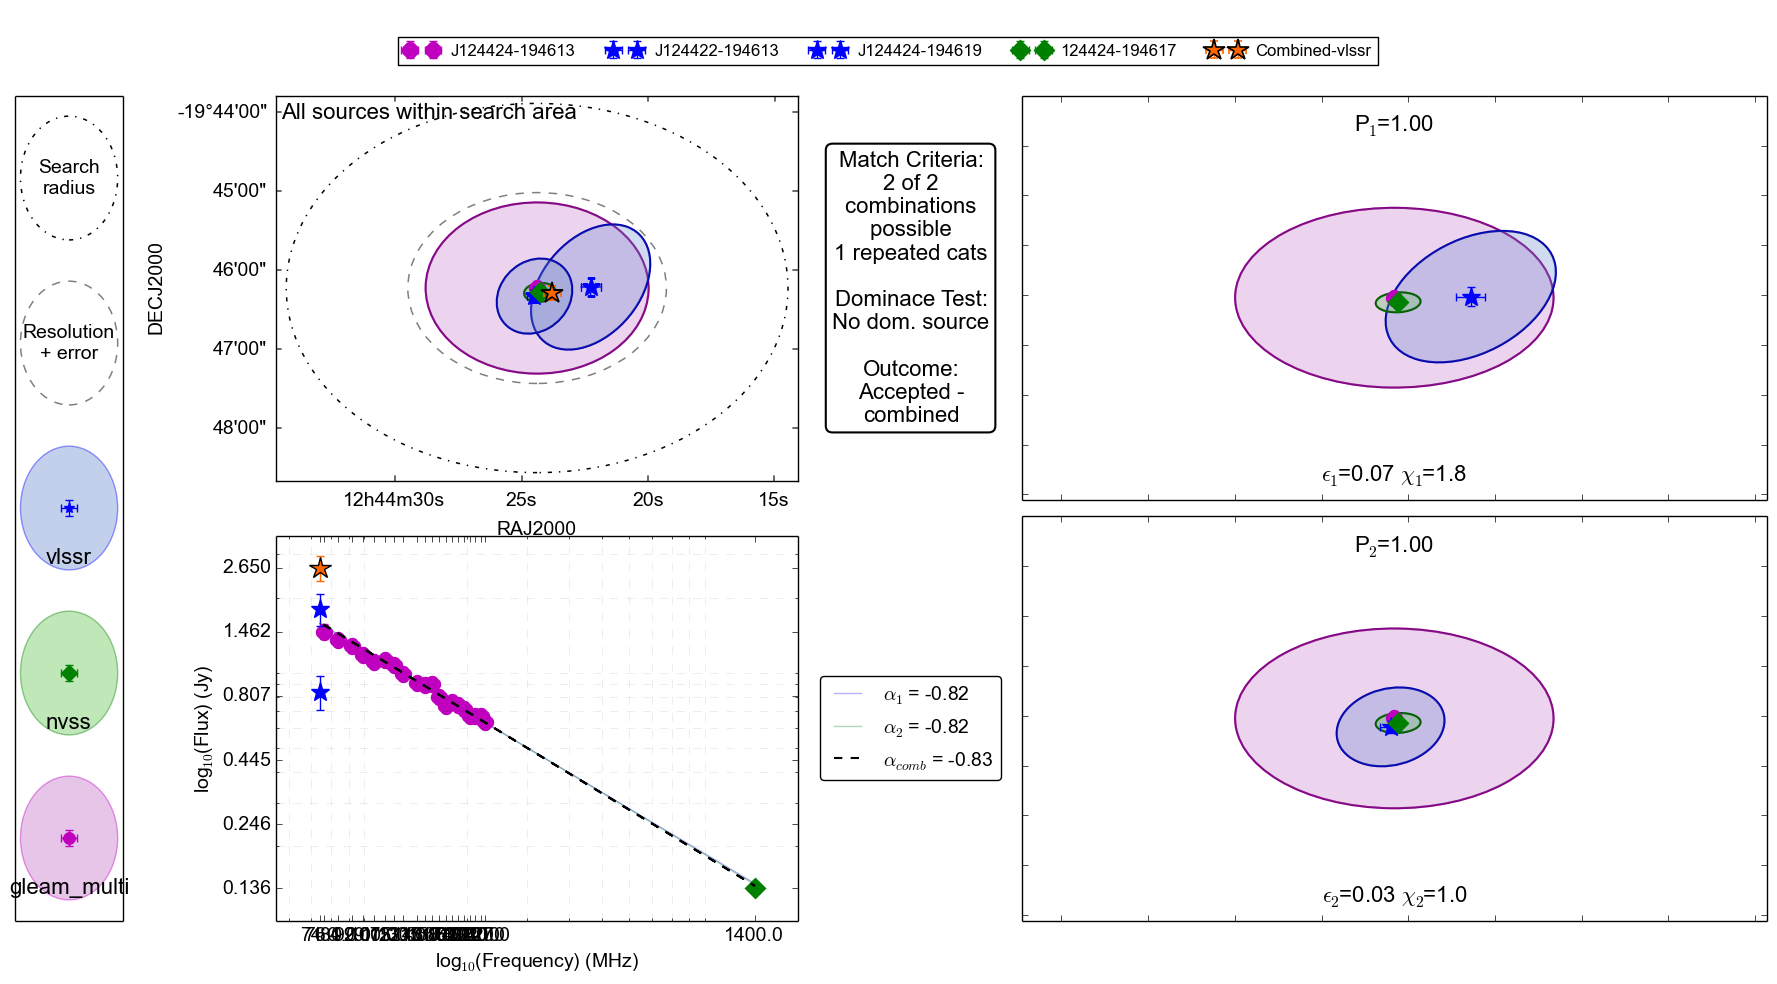 J124424-194613 J124422-194613 J124424-194619 124424-194617 Combined-vlssr
Search
radius
Resolution
+ error
vlssr
nvss
gleam_multi
All sources within search area
-19°44'00"
45'00"
46'00"
47'00"
48'00"
DECJ2000
12h44m30s 25s 20s 15s
RAJ2000
Match Criteria:
2 of 2
combinations
possible
1 repeated cats
Dominace Test:
No dom. source
Outcome:
Accepted -
combined
P1=1.00
ϵ1=0.07 χ1=1.8
2.650
1.462
0.807
0.445
0.246
0.136
log10(Flux) (Jy)
1400.0
log10(Frequency) (MHz)
α1 = -0.82
α2 = -0.82
αcomb = -0.83
P2=1.00
ϵ2=0.03 χ2=1.0